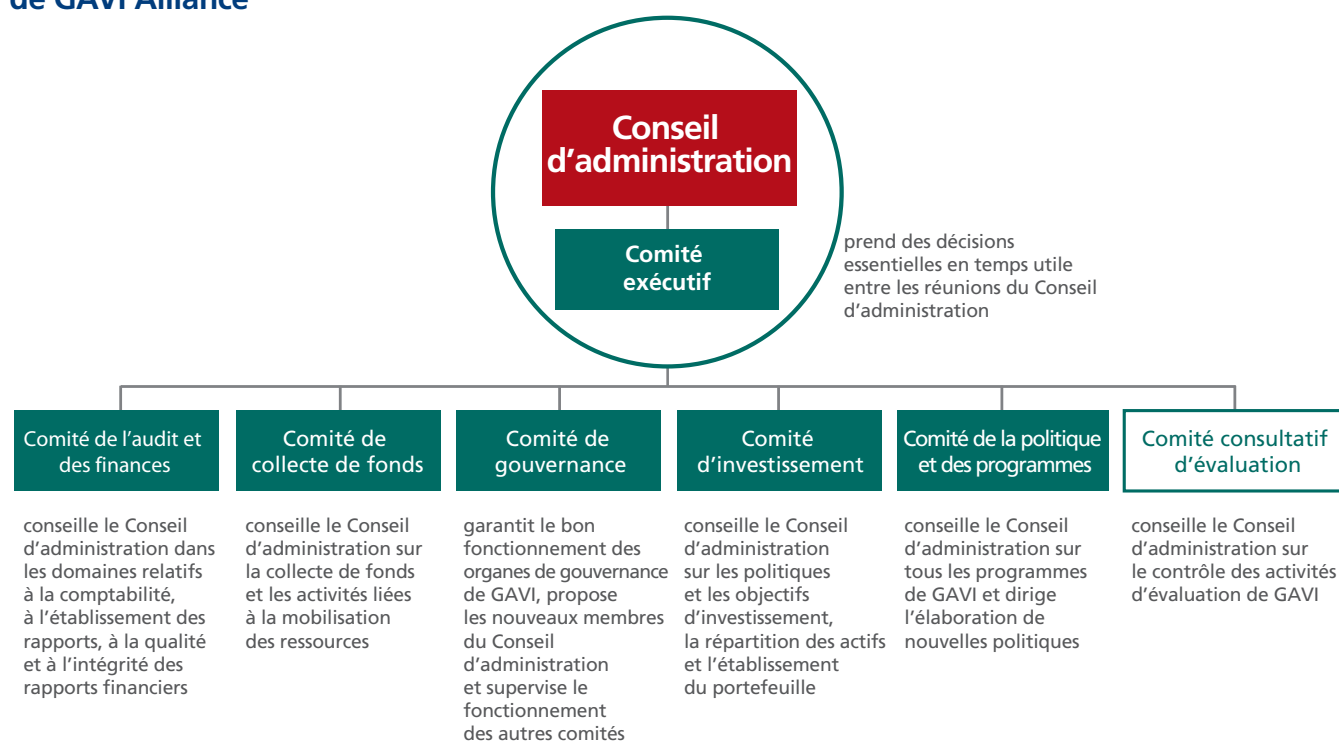 de GAVI Alliance
Conseil
d’administration
Comité
exécutif
prend des décisions
essentielles en temps utile
entre les réunions du Conseil
d’administration
Comité de l’audit et
des finances
conseille le Conseil
d’administration dans
les domaines relatifs
à la comptabilité,
à l’établissement des
rapports, à la qualité
et à l’intégrité des
rapports financiers
Comité de
collecte de fonds
conseille le Conseil
d’administration sur
la collecte de fonds
et les activités liées
à la mobilisation
des ressources
Comité de
gouvernance
garantit le bon
fonctionnement des
organes de gouvernance
de GAVI, propose
les nouveaux membres
du Conseil
d’administration
et supervise le
fonctionnement
des autres comités
Comité
d’investissement
conseille le Conseil
d’administration
sur les politiques
et les objectifs
d’investissement,
la répartition des actifs
et l’établissement
du portefeuille
Comité de la politique
et des programmes
conseille le Conseil
d’administration sur
tous les programmes
de GAVI et dirige
l’élaboration de
nouvelles politiques
Comité consultatif
d’évaluation
conseille le Conseil
d’administration sur
le contrôle des activités
d’évaluation de GAVI